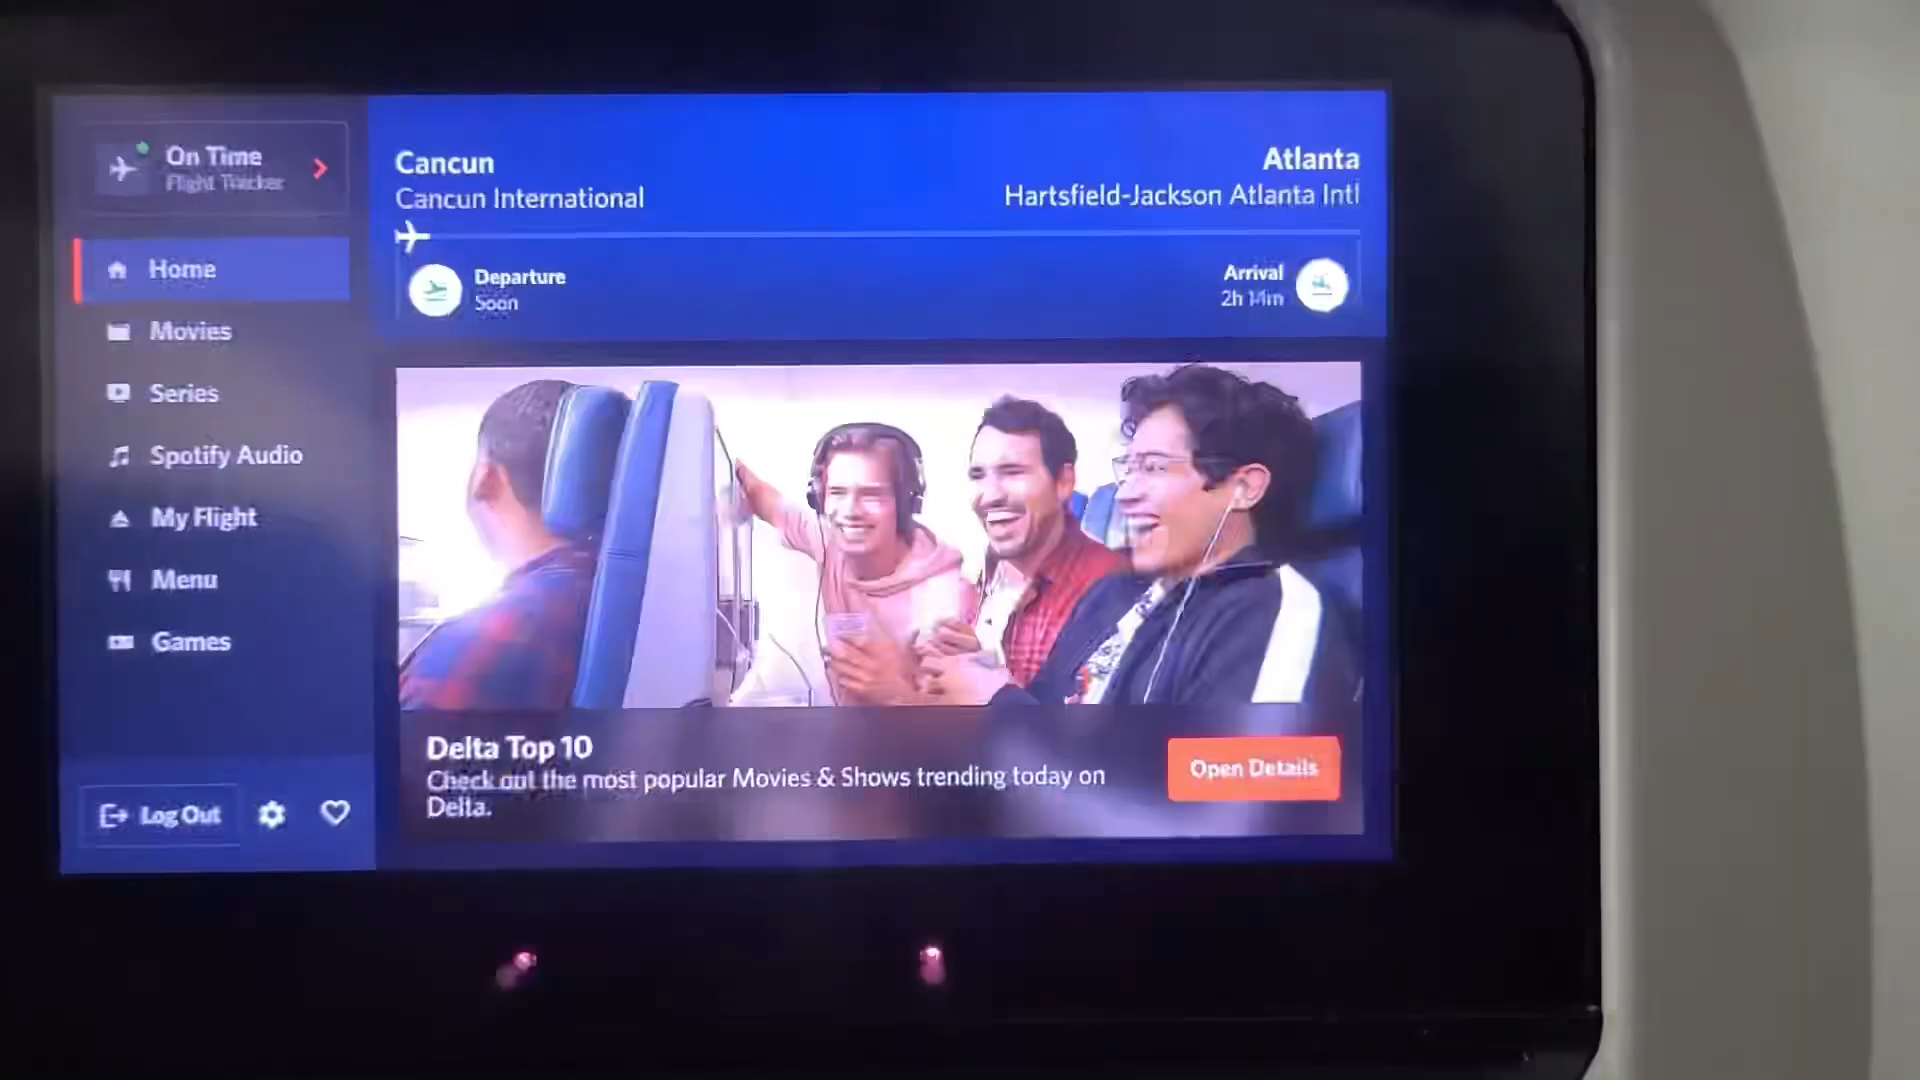 On Time
Flight Tracker
Home
Movies
Series
Spotify Audio
My Flight
Menu
Games
Log Out
Cancun
Cancun International
Atlanta
Hartsfield-Jackson Atlanta Intl
Departure
Soon
Arrival
2h 14m
Delta Top 10
Check out the most popular Movies & Shows trending today on
Delta.
Open Details